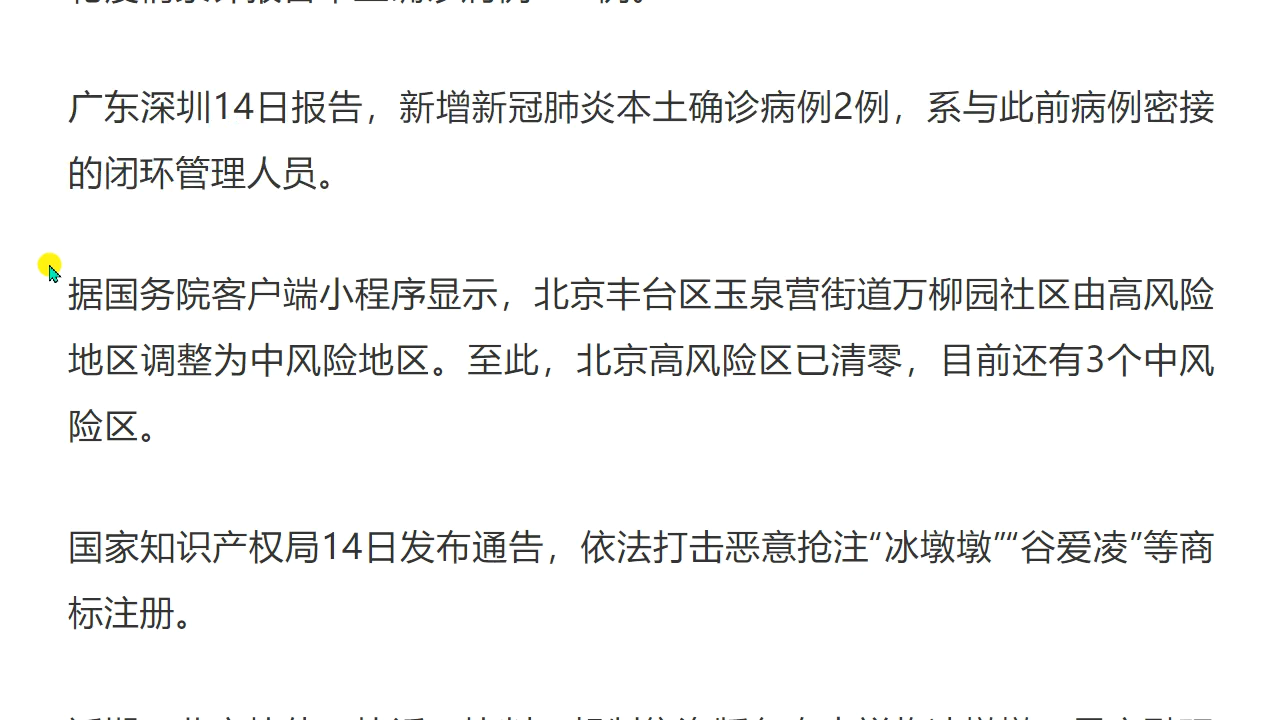 广东深圳14日报告，新增新冠肺炎本土确诊病例2例，系与此前病例密接
的闭环管理人员。
据国务院客户端小程序显示，北京丰台区玉泉营街道万柳园社区由高风险
地区调整为中风险地区。至此，北京高风险区已清零，目前还有3个中风
险区。
国家知识产权局14日发布通告，依法打击恶意抢注“冰墩墩”“谷爱凌”等商
标注册。